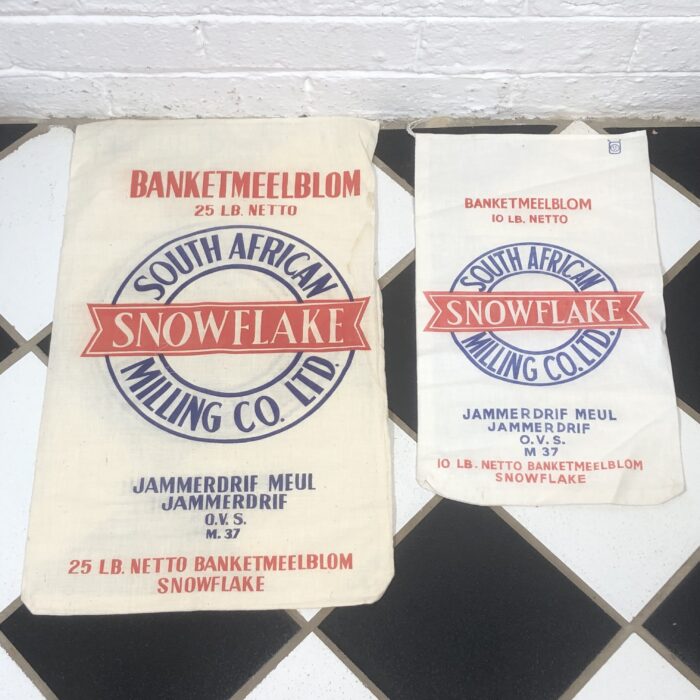 BANKETMEELBLOM
25 LB. NETTO
SOUTH AFRICAN
SNOWFLAKE
MILLING CO. LTD.
JAMMERDRIF MEUL
JAMMERDRIF
O.V.S.
M. 37
25 LB. NETTO BANKETMEELBLOM
SNOWFLAKE
BANKETMEELBLOM
10 LB. NETTO
SOUTH AFRICAN
SNOWFLAKE
MILLING CO. LTD.
JAMMERDRIF MEUL
JAMMERDRIF
O.V.S.
M 37
10 LB. NETTO BANKETMEELBLOM
SNOWFLAKE